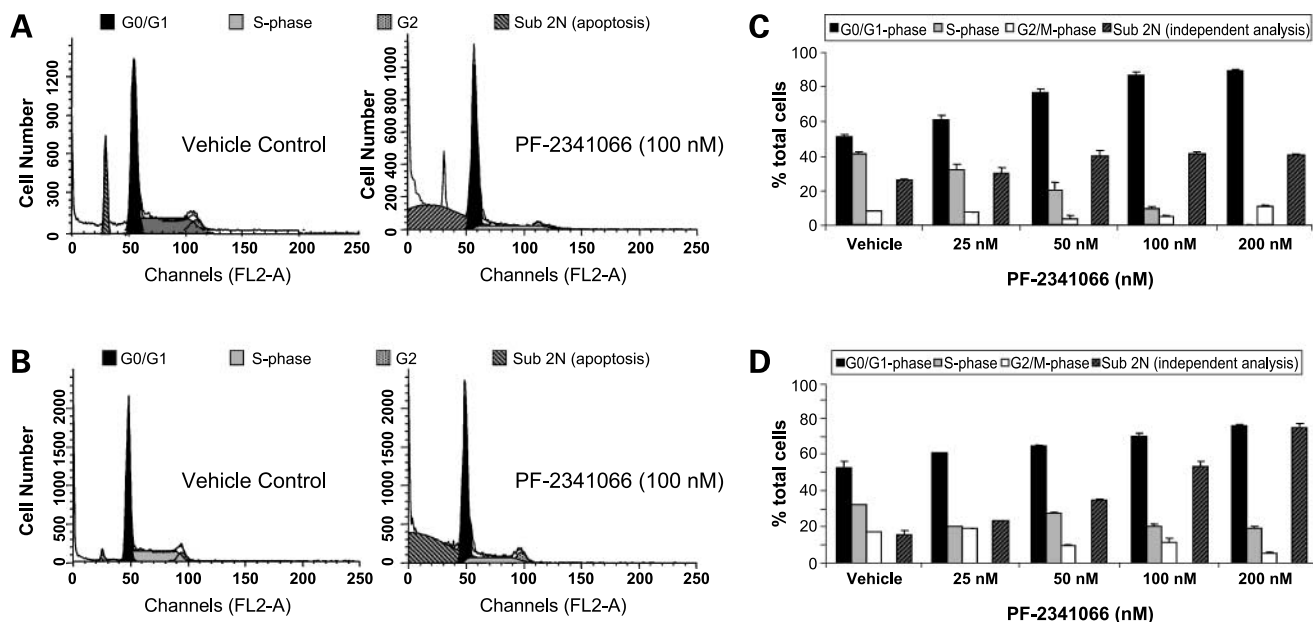 A
G0/G1 S-phase G2 Sub 2N (apoptosis)
Cell Number
1200
900
600
300
0
Vehicle Control
0 50 100 150 200 250
Channels (FL2-A)
Cell Number
1000
800
600
400
200
0
PF-2341066 (100 nM)
0 50 100 150 200 250
Channels (FL2-A)
B
G0/G1 S-phase G2 Sub 2N (apoptosis)
Cell Number
2000
1500
1000
500
0
Vehicle Control
0 50 100 150 200 250
Channels (FL2-A)
Cell Number
2000
1500
1000
500
0
PF-2341066 (100 nM)
0 50 100 150 200 250
Channels (FL2-A)
C
G0/G1-phase S-phase G2/M-phase Sub 2N (independent analysis)
% total cells
100
80
60
40
20
0
Vehicle 25 nM 50 nM 100 nM 200 nM
PF-2341066 (nM)
D
G0/G1-phase S-phase G2/M-phase Sub 2N (independent analysis)
% total cells
100
80
60
40
20
0
Vehicle 25 nM 50 nM 100 nM 200 nM
PF-2341066 (nM)